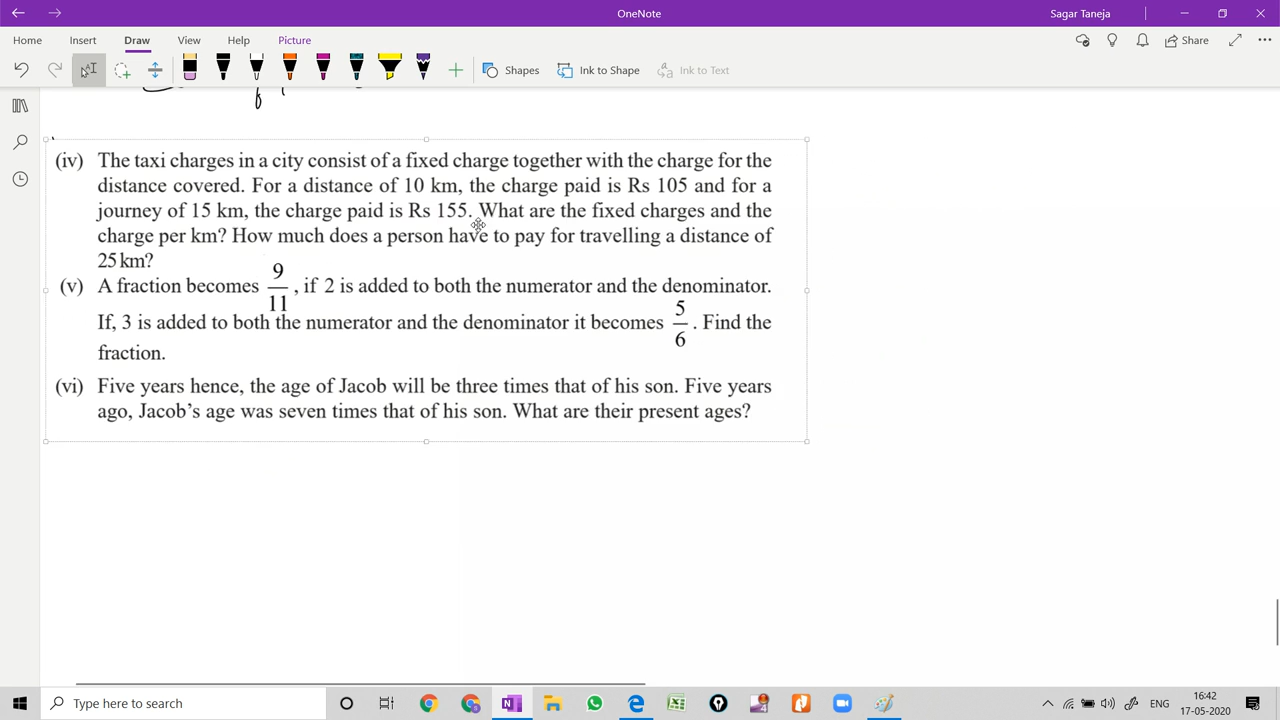 OneNote
Sagar Taneja
Home Insert Draw View Help Picture
Share
Shapes Ink to Shape Ink to Text
(iv) The taxi charges in a city consist of a fixed charge together with the charge for the
distance covered. For a distance of 10 km, the charge paid is Rs 105 and for a
journey of 15 km, the charge paid is Rs 155. What are the fixed charges and the
charge per km? How much does a person have to pay for travelling a distance of
25 km?
(v) A fraction becomes 9/11, if 2 is added to both the numerator and the denominator.
If, 3 is added to both the numerator and the denominator it becomes 5/6. Find the
fraction.
(vi) Five years hence, the age of Jacob will be three times that of his son. Five years
ago, Jacob's age was seven times that of his son. What are their present ages?
Type here to search
ENG
16:42
17-05-2020